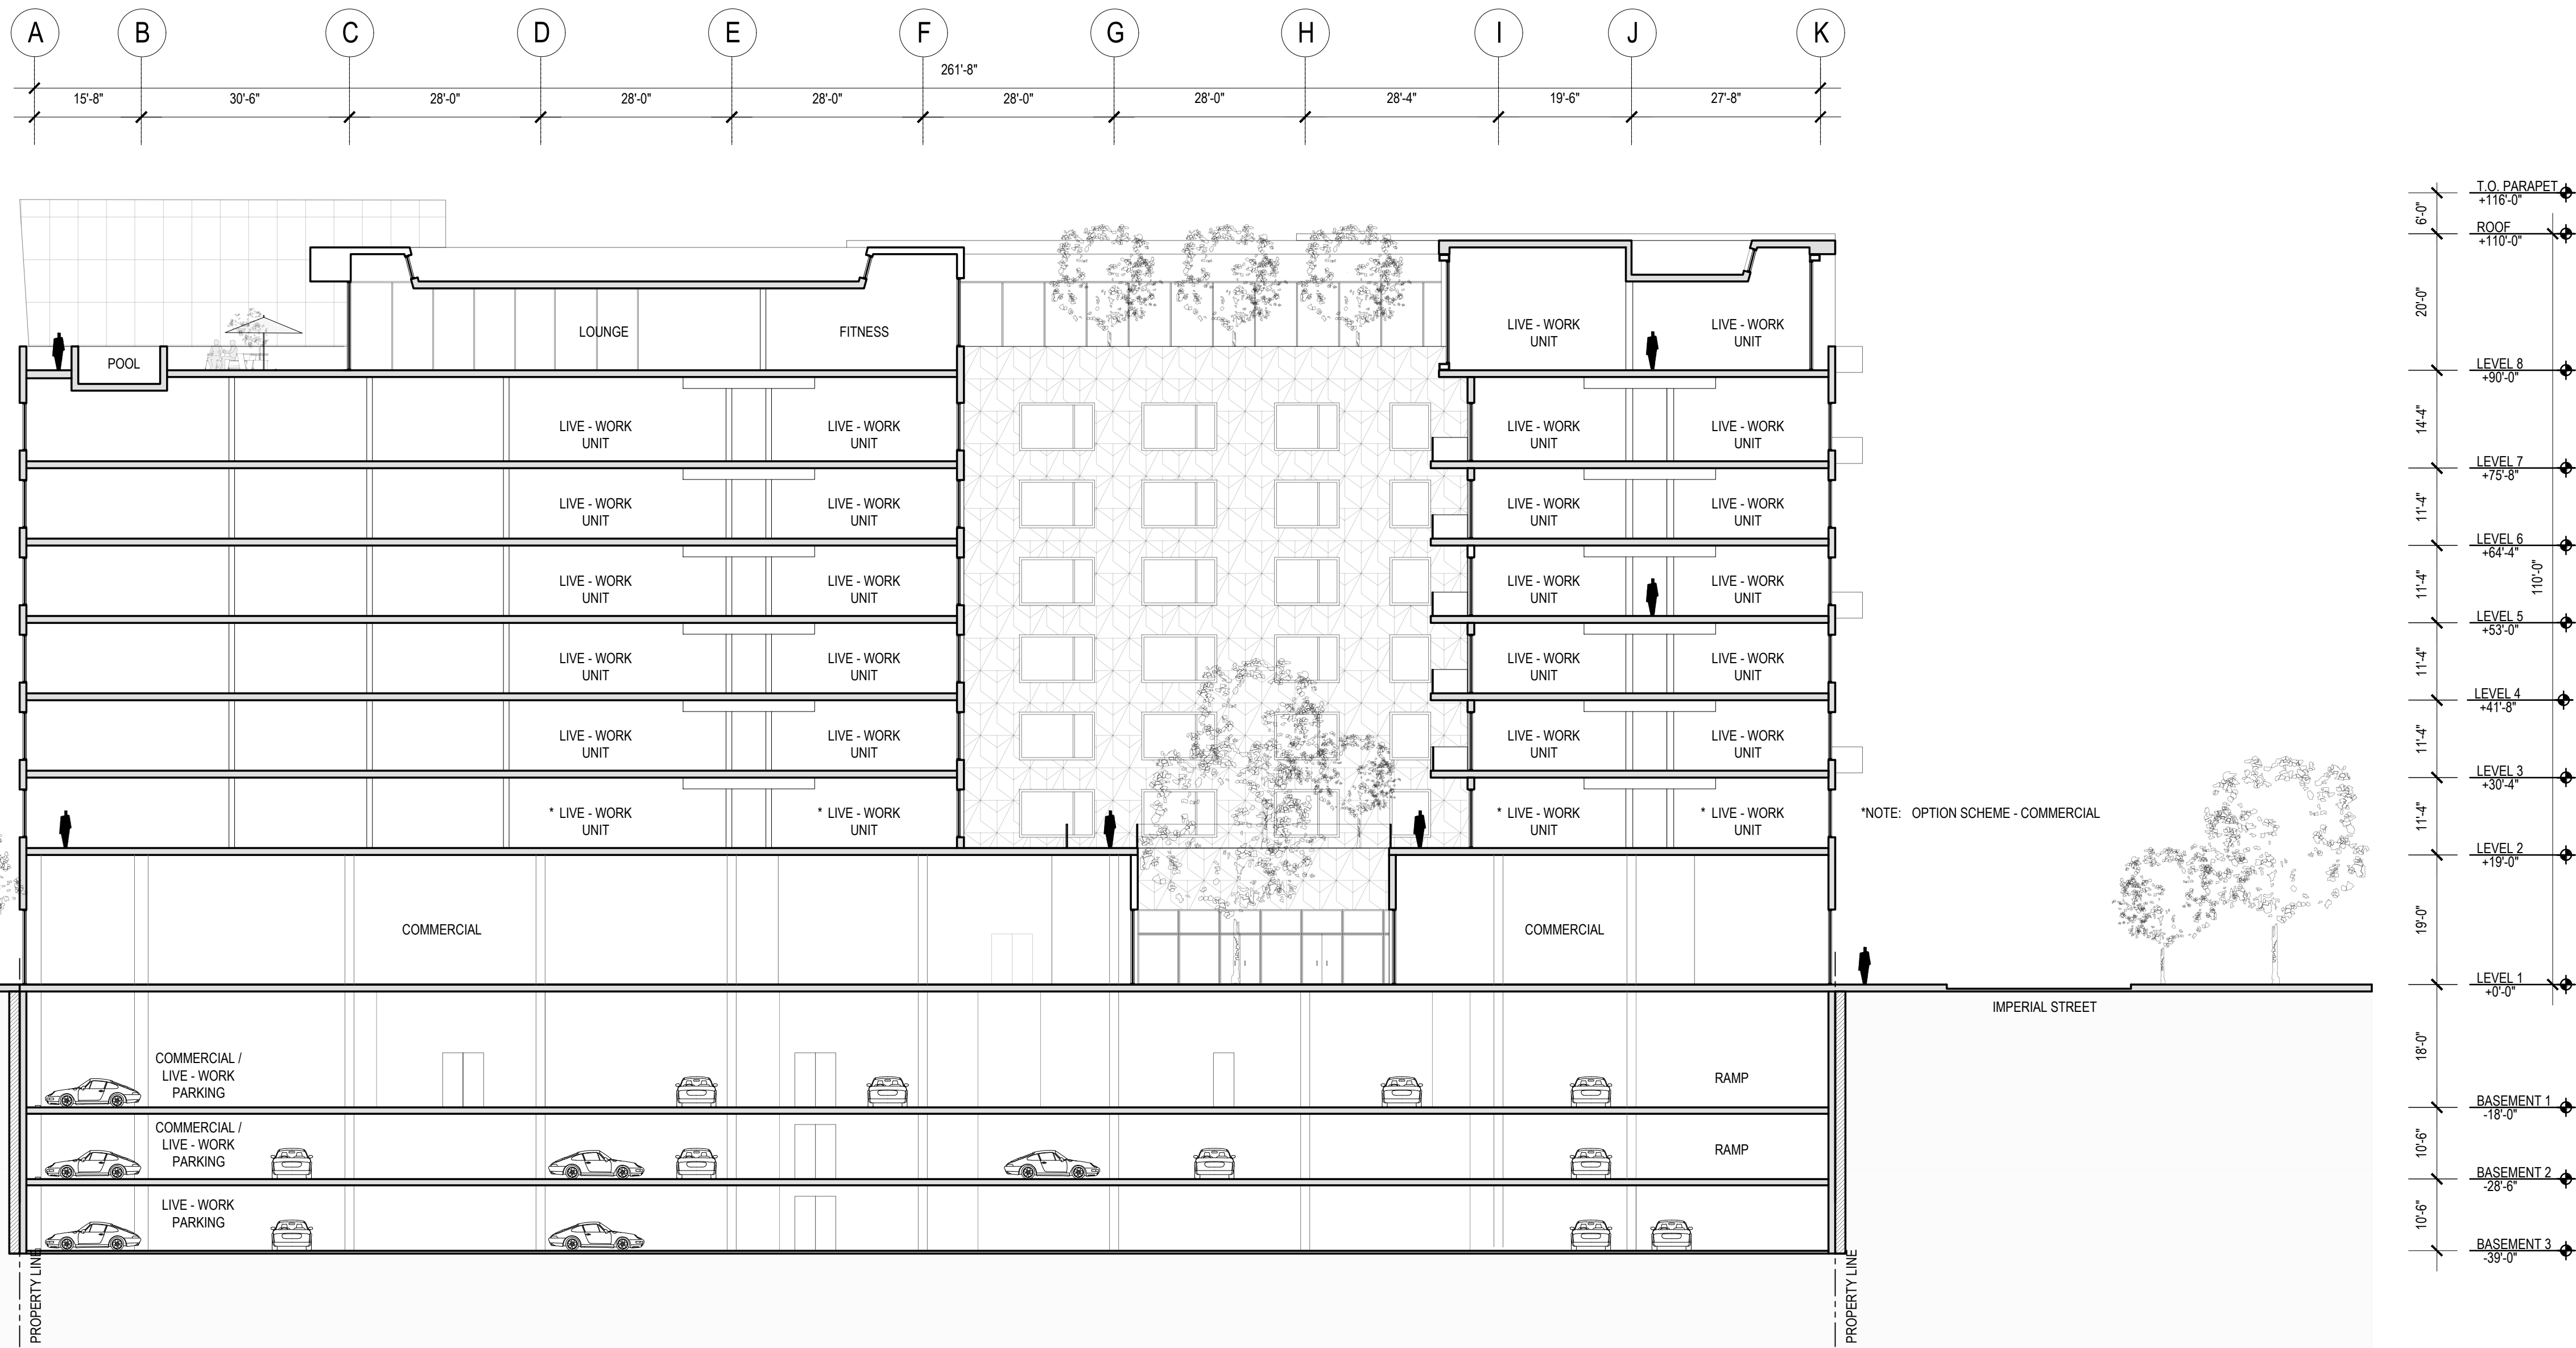 A B C D E F G H I J K
261'-8"
15'-8" 30'-6" 28'-0" 28'-0" 28'-0" 28'-0" 28'-0" 28'-4" 19'-6" 27'-8"
T.O. PARAPET
+116'-0"
6'-0"
ROOF
+110'-0"
20'-0"
LOUNGE FITNESS
LIVE - WORK LIVE - WORK
UNIT UNIT
POOL
LEVEL 8
+90'-0"
14'-4"
LIVE - WORK LIVE - WORK LIVE - WORK LIVE - WORK
UNIT UNIT UNIT UNIT
LEVEL 7
+75'-8"
11'-4"
LIVE - WORK LIVE - WORK LIVE - WORK LIVE - WORK
UNIT UNIT UNIT UNIT
LEVEL 6
+64'-4"
110'-0"
11'-4"
LIVE - WORK LIVE - WORK LIVE - WORK LIVE - WORK
UNIT UNIT UNIT UNIT
LEVEL 5
+53'-0"
11'-4"
LIVE - WORK LIVE - WORK LIVE - WORK LIVE - WORK
UNIT UNIT UNIT UNIT
LEVEL 4
+41'-8"
11'-4"
LIVE - WORK LIVE - WORK LIVE - WORK LIVE - WORK
UNIT UNIT UNIT UNIT
LEVEL 3
+30'-4"
11'-4"
* LIVE - WORK * LIVE - WORK * LIVE - WORK * LIVE - WORK *NOTE: OPTION SCHEME - COMMERCIAL
UNIT UNIT UNIT UNIT
LEVEL 2
+19'-0"
19'-0"
COMMERCIAL COMMERCIAL
LEVEL 1
+0'-0"
IMPERIAL STREET
18'-0"
COMMERCIAL /
LIVE - WORK
PARKING
RAMP
BASEMENT 1
-18'-0"
10'-6"
COMMERCIAL /
LIVE - WORK
PARKING
RAMP
BASEMENT 2
-28'-6"
10'-6"
LIVE - WORK
PARKING
BASEMENT 3
-39'-0"
PROPERTY LINE
PROPERTY LINE